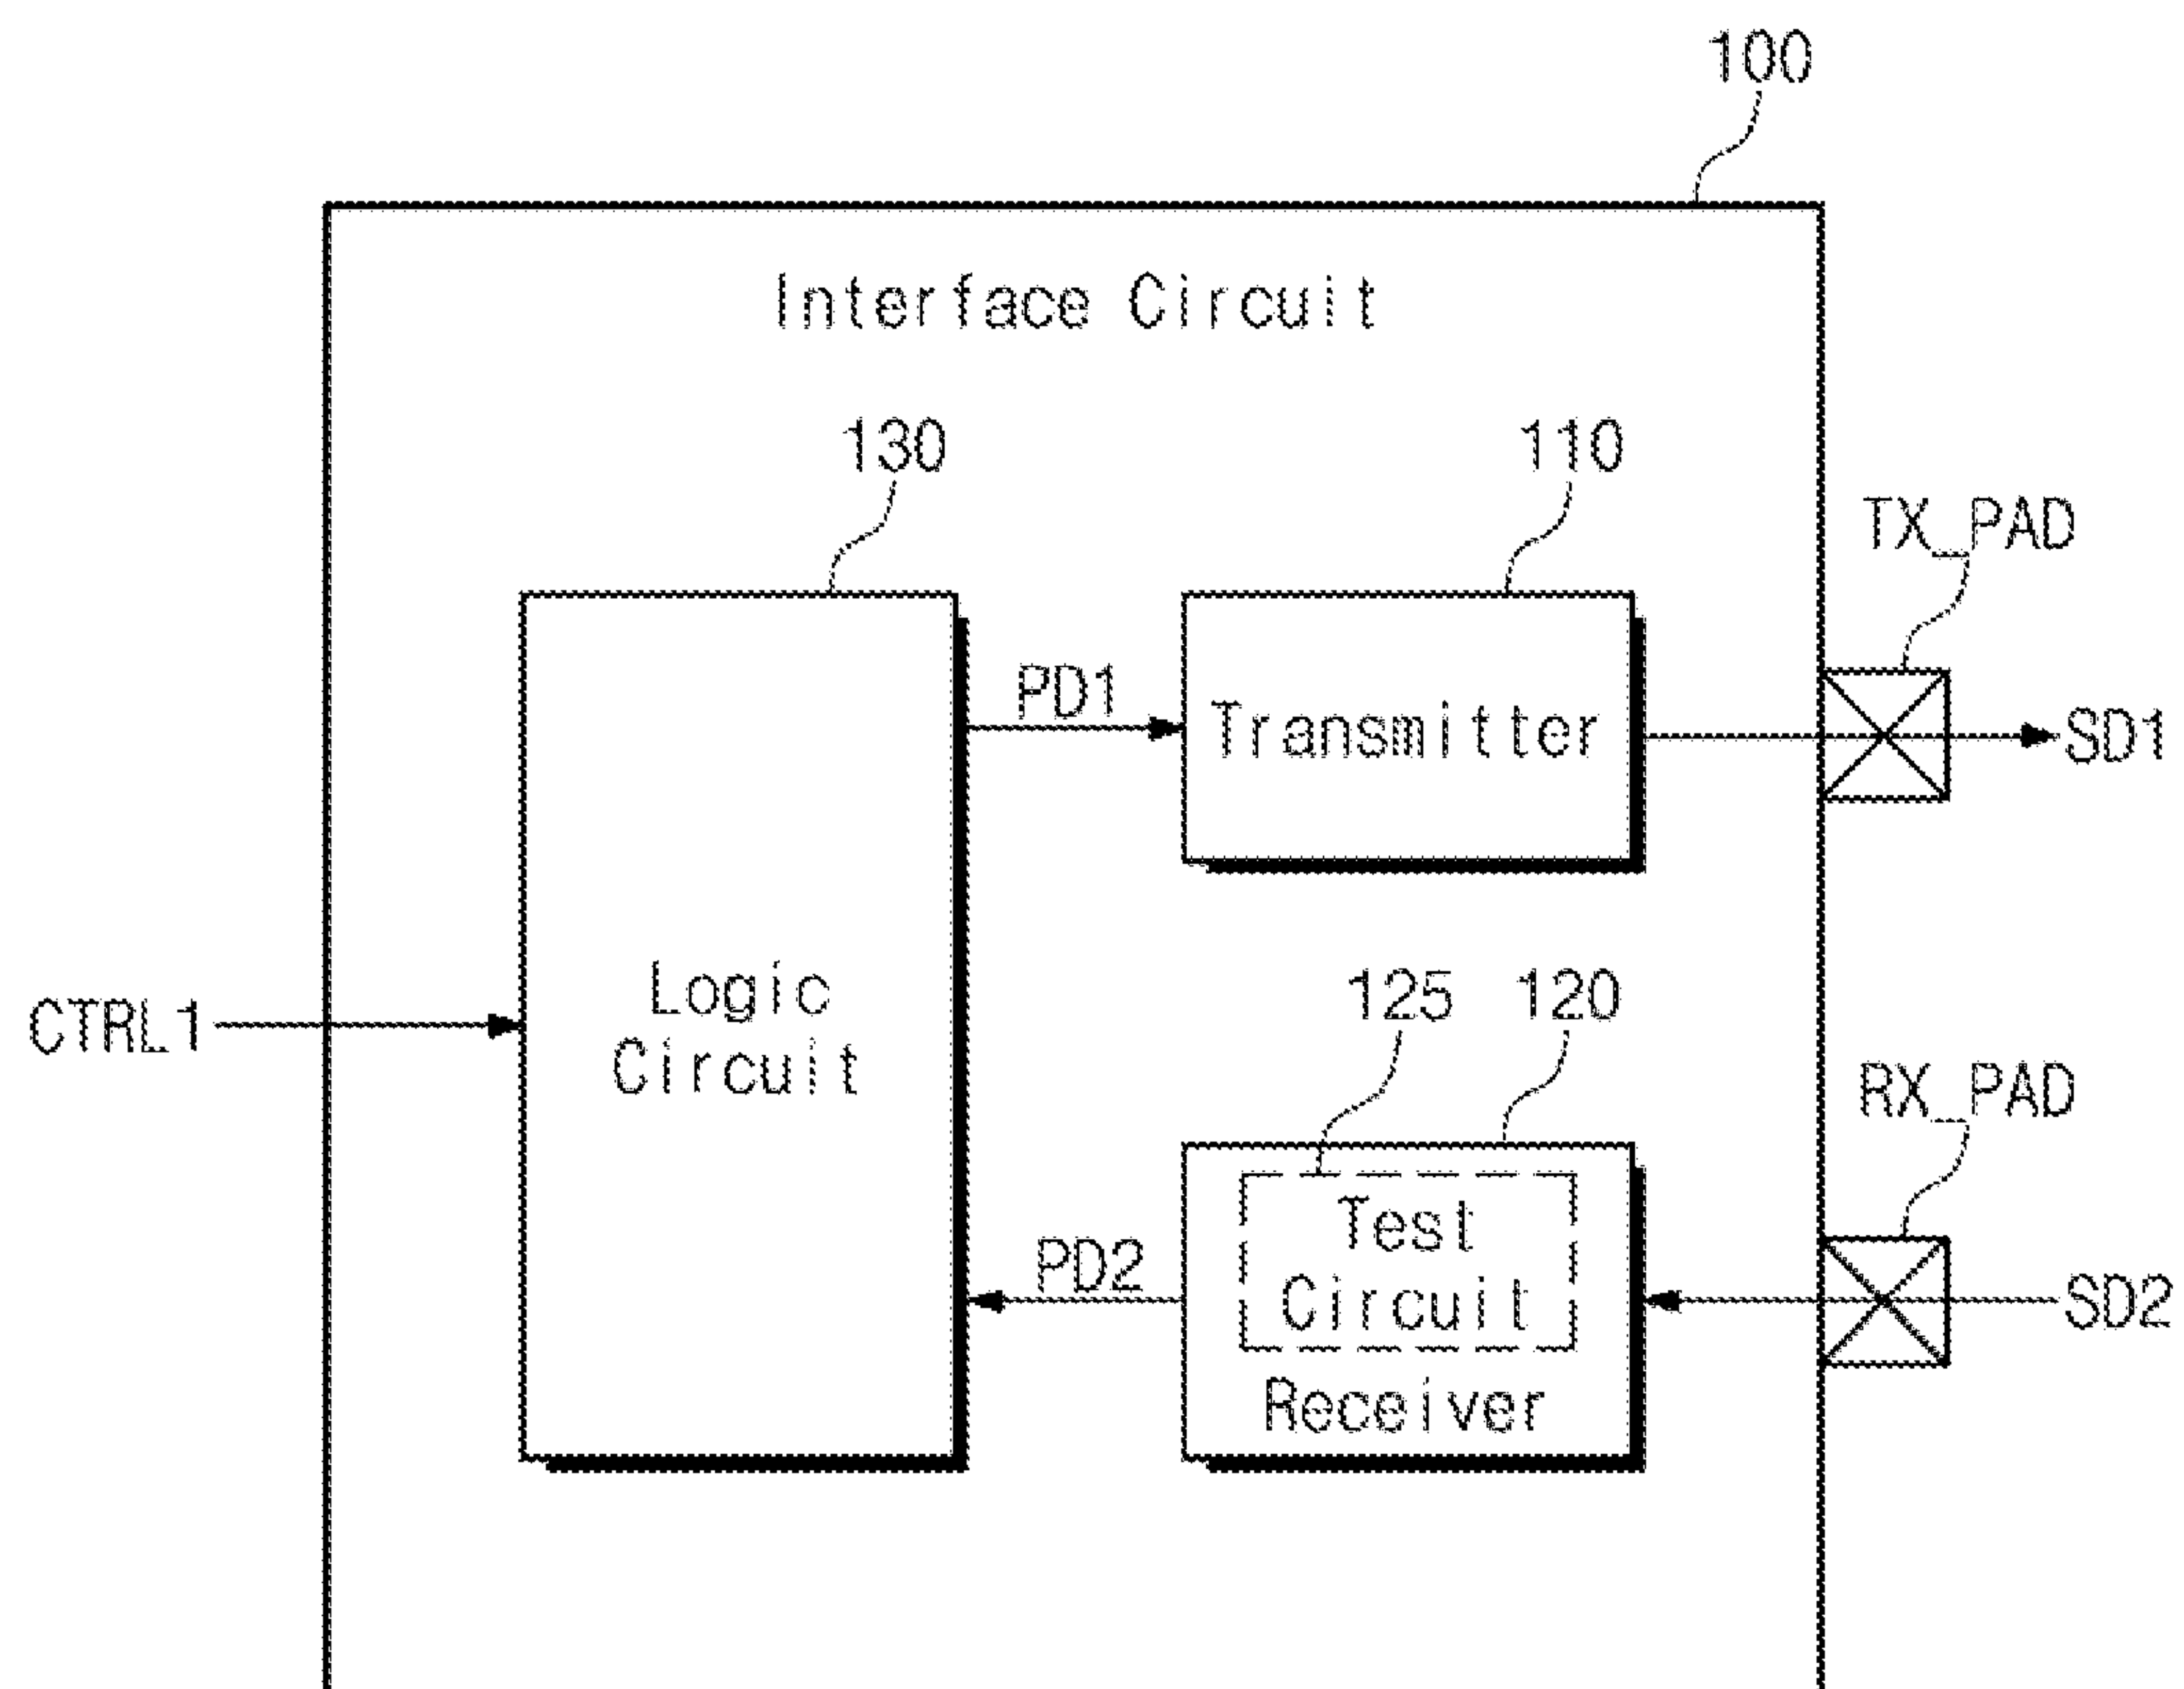 100
Interface Circuit
130
110
TX_PAD
PD1
Transmitter
SD1
Logic
Circuit
CTRL1
125
120
RX_PAD
Test
Circuit
PD2
SD2
Receiver